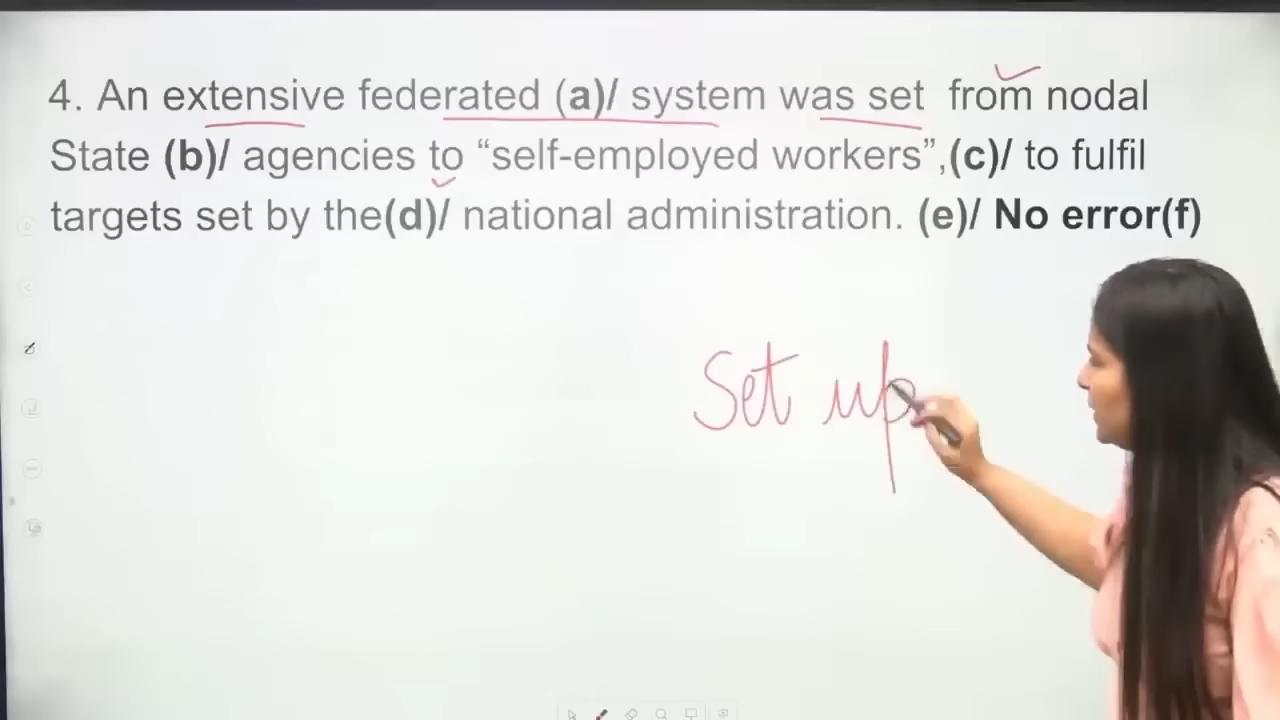 4. An extensive federated (a)/ system was set from nodal
State (b)/ agencies to “self-employed workers”,(c)/ to fulfil
targets set by the(d)/ national administration. (e)/ No error(f)
Set up